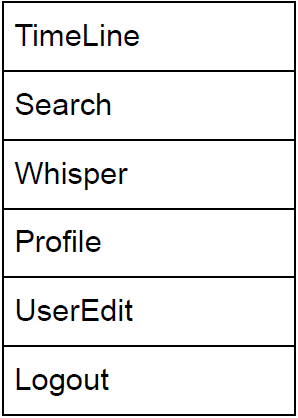 TimeLine
Search
Whisper
Profile
UserEdit
Logout